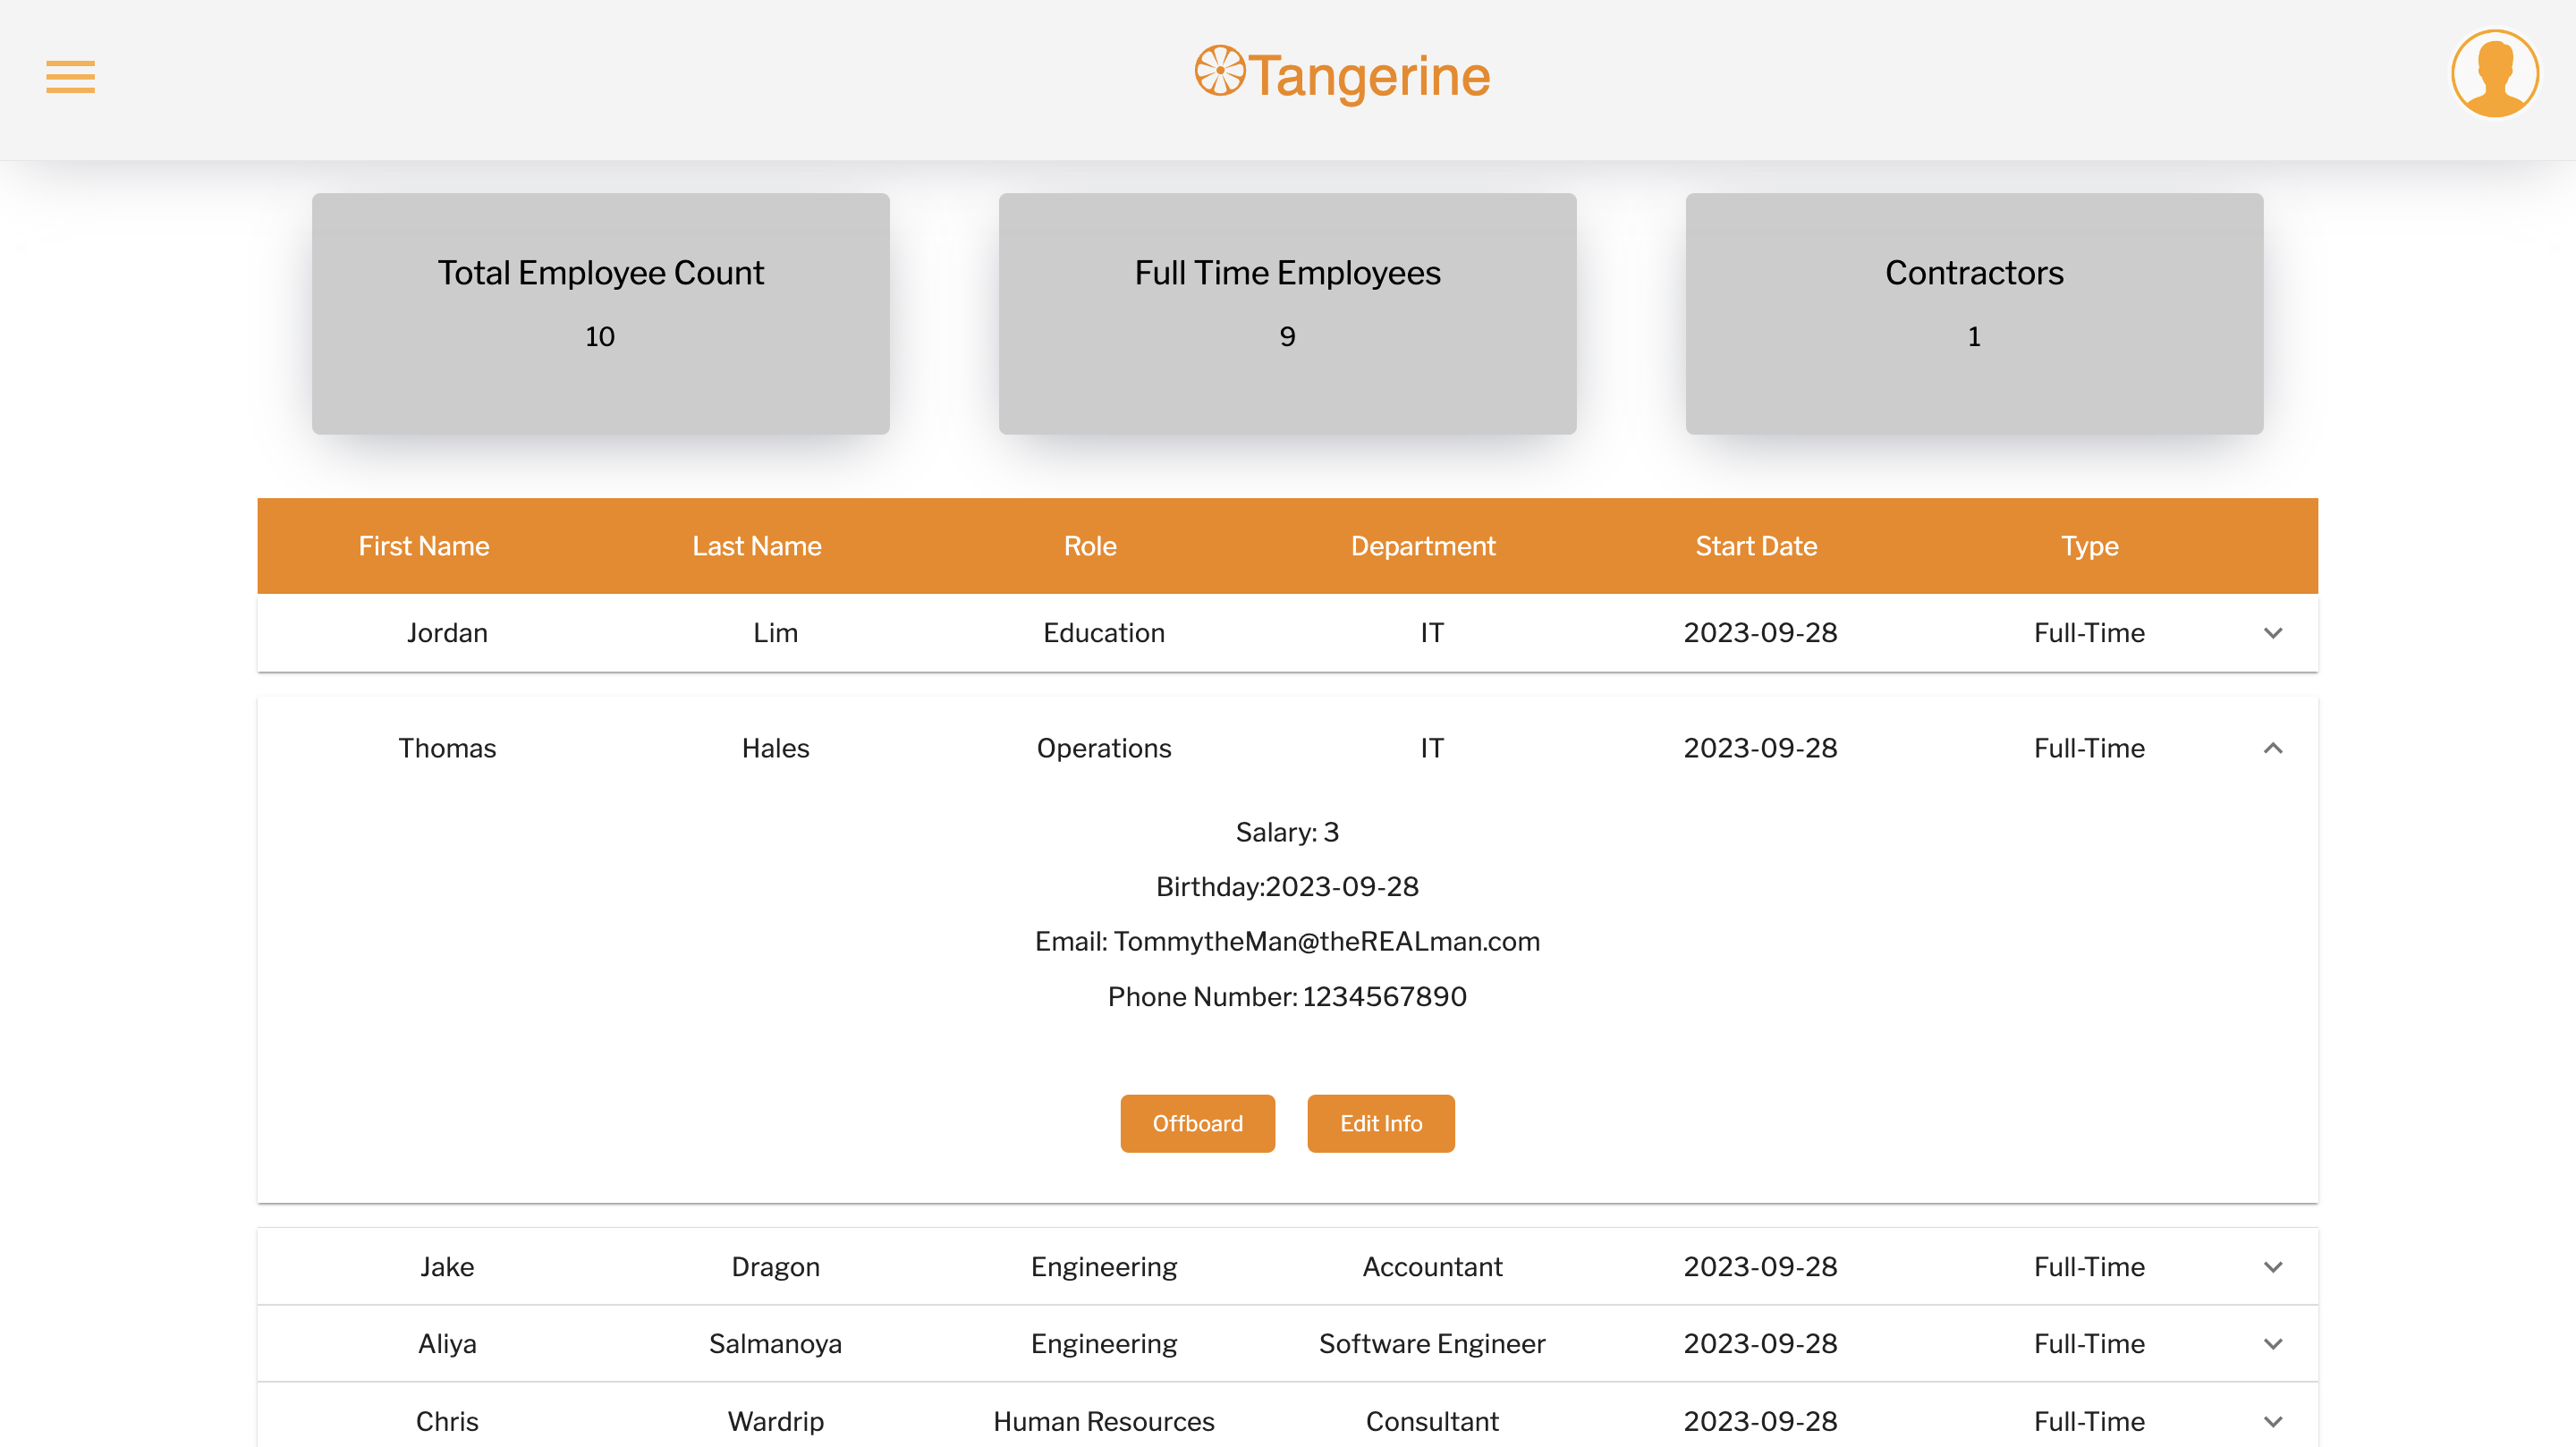 Tangerine
Total Employee Count
10
Full Time Employees
9
Contractors
1
First Name Last Name Role Department Start Date Type
Jordan Lim Education IT 2023-09-28 Full-Time
Thomas Hales Operations IT 2023-09-28 Full-Time
Salary: 3
Birthday:2023-09-28
Email: TommytheMan@theREALman.com
Phone Number: 1234567890
Offboard Edit Info
Jake Dragon Engineering Accountant 2023-09-28 Full-Time
Aliya Salmanoya Engineering Software Engineer 2023-09-28 Full-Time
Chris Wardrip Human Resources Consultant 2023-09-28 Full-Time